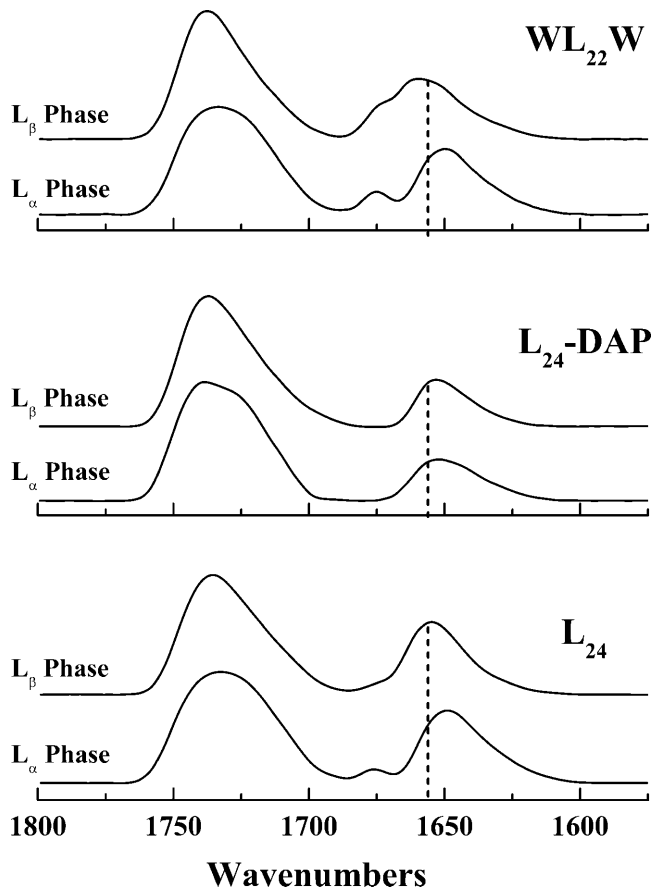 WL₂₂W
Lβ Phase
Lα Phase
L₂₄-DAP
Lβ Phase
Lα Phase
L₂₄
Lβ Phase
Lα Phase
1800 1750 1700 1650 1600
Wavenumbers